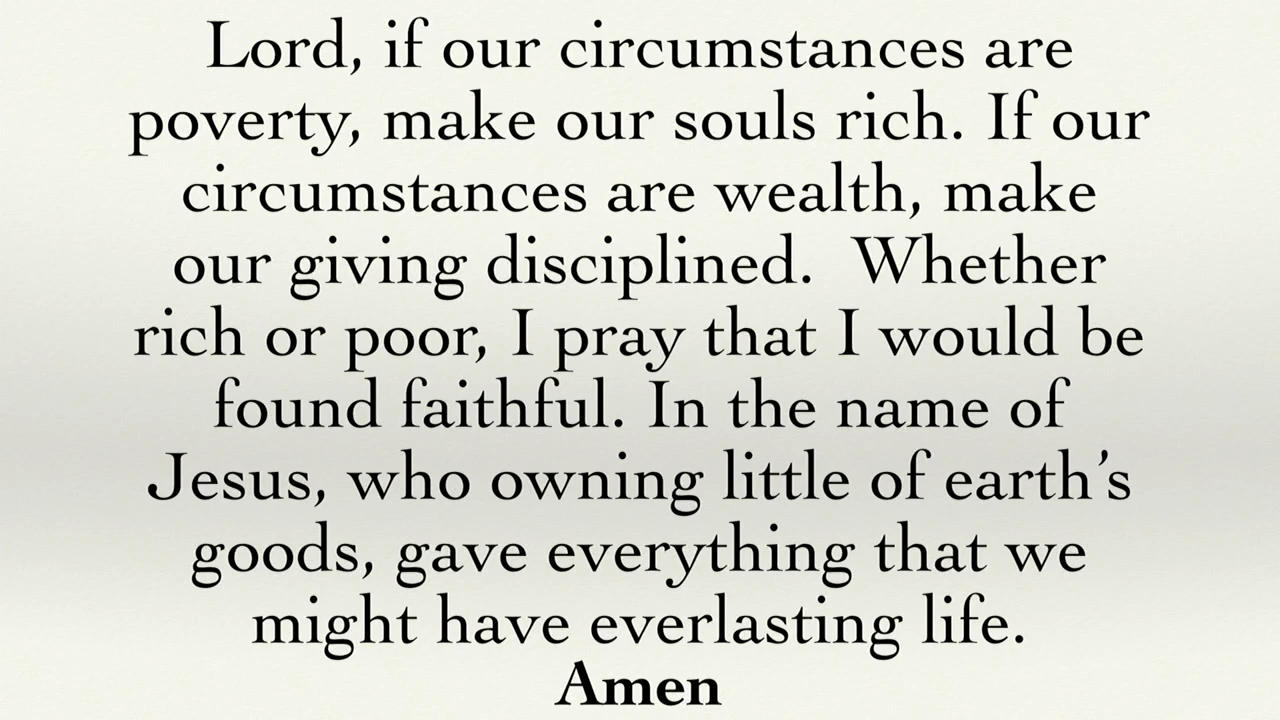 Lord, if our circumstances are
poverty, make our souls rich. If our
circumstances are wealth, make
our giving disciplined.  Whether
rich or poor, I pray that I would be
found faithful. In the name of
Jesus, who owning little of earth’s
goods, gave everything that we
might have everlasting life.
Amen